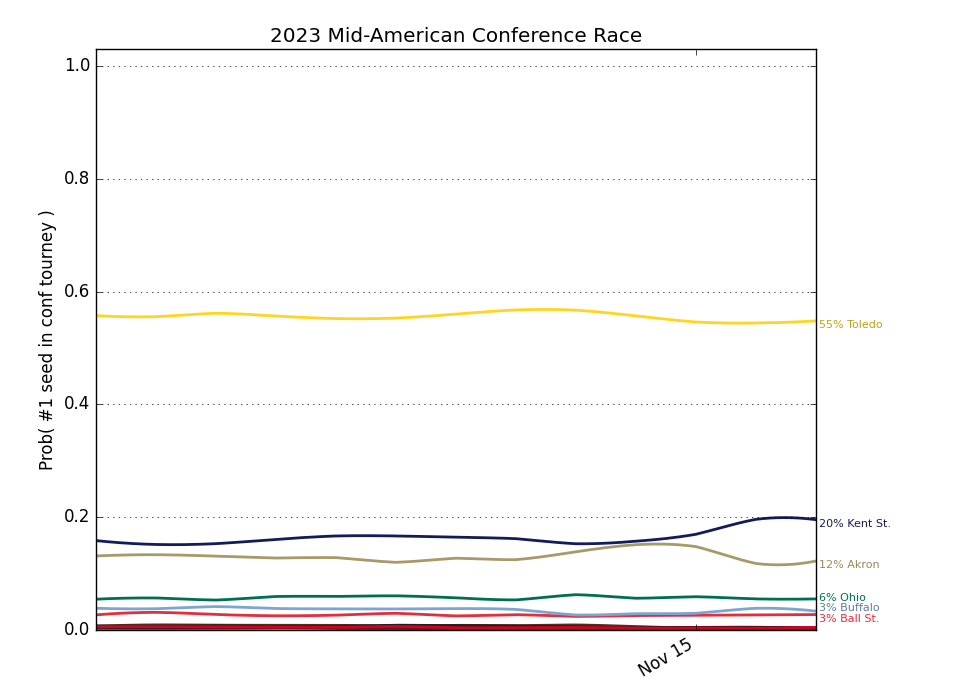 2023 Mid-American Conference Race
Prob( #1 seed in conf tourney )
1.0
0.8
0.6
0.4
0.2
0.0
55% Toledo
20% Kent St.
12% Akron
6% Ohio
3% Buffalo
3% Ball St.
Nov 15